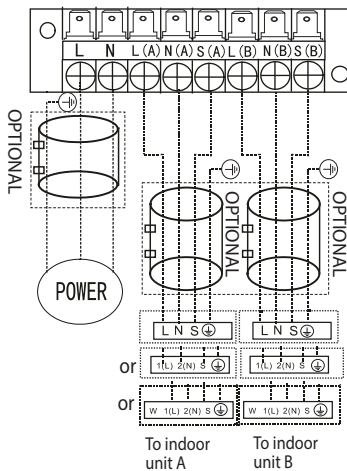 L N L(A) N(A) S(A) L(B) N(B) S(B)
OPTIONAL
OPTIONAL
OPTIONAL
POWER
L N S
L N S
or
1(L) 2(N) S
1(L) 2(N) S
or
W 1(L) 2(N) S
W 1(L) 2(N) S
To indoor
unit A
To indoor
unit B